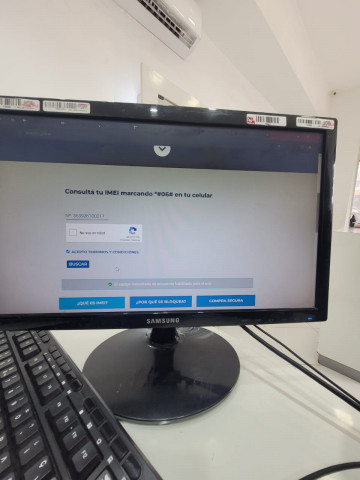 Consultá tu IMEI marcando *#06# en tu celular
No soy un robot
ACEPTO TERMINOS Y CONDICIONES
BUSCAR
¿QUÉ ES IMEI?
¿POR QUÉ SE BLOQUEA?
COMPRA SEGURA
SAMSUNG